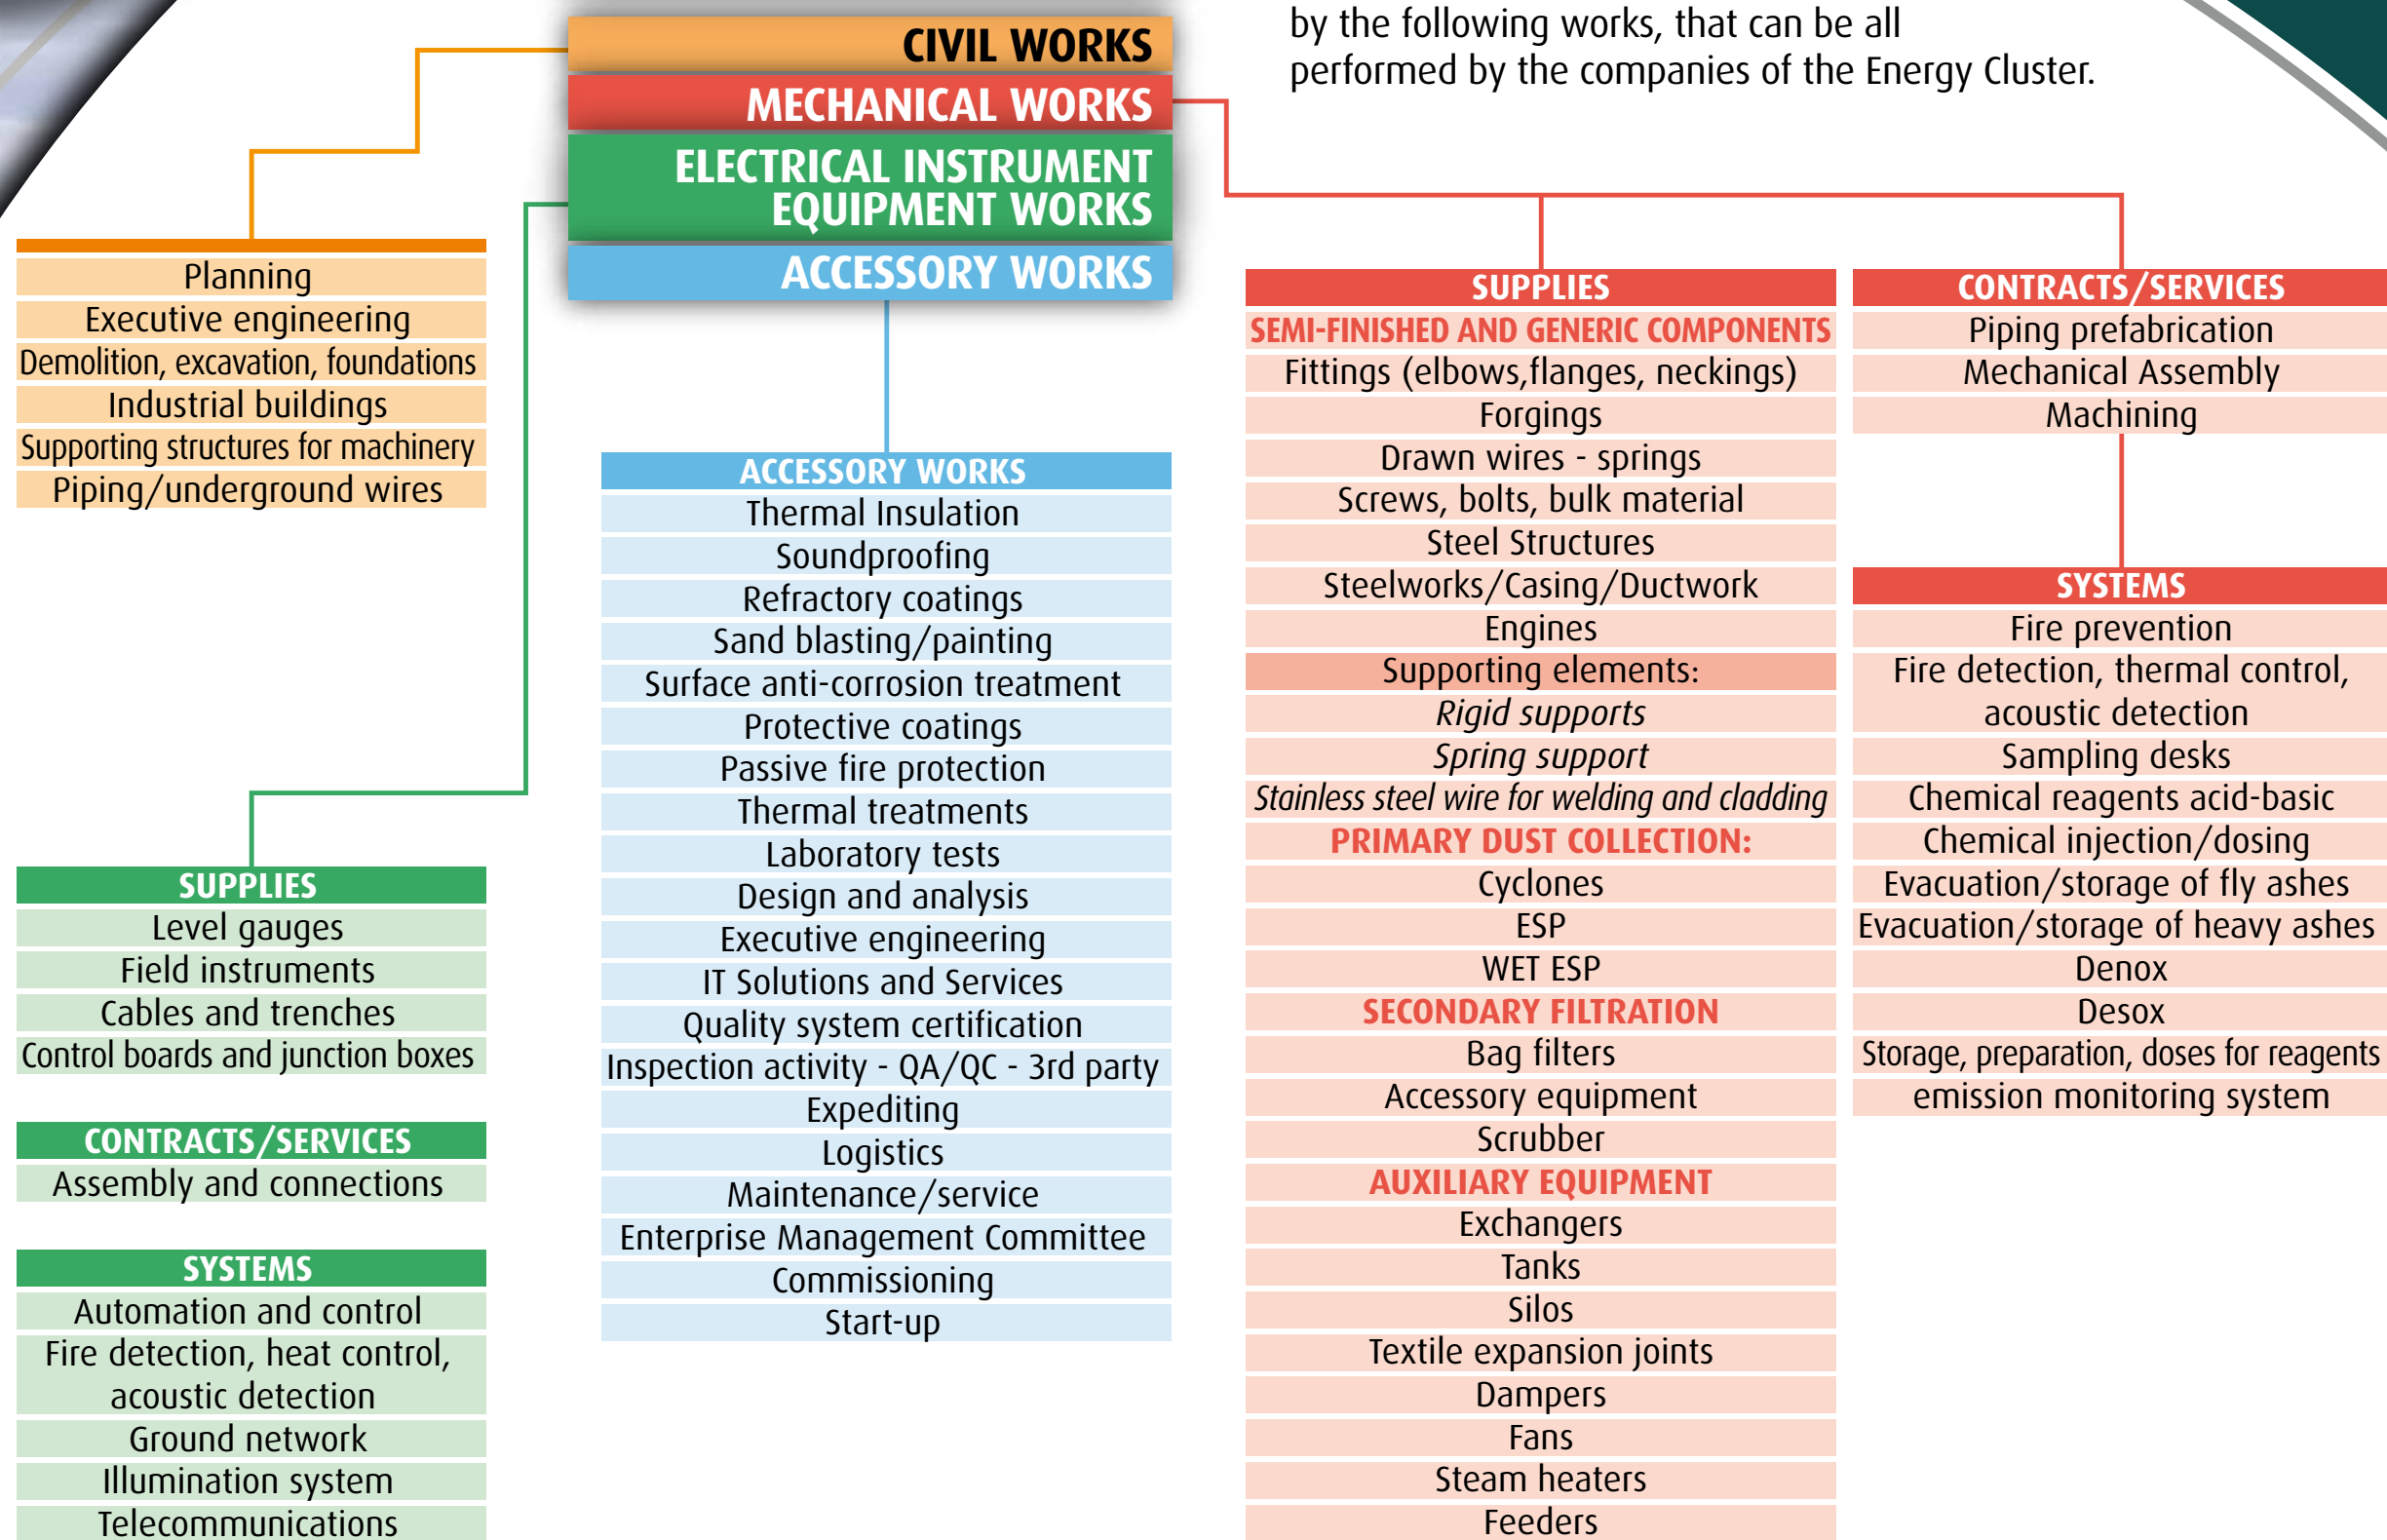 by the following works, that can be all
performed by the companies of the Energy Cluster.
CIVIL WORKS
MECHANICAL WORKS
ELECTRICAL INSTRUMENT
EQUIPMENT WORKS
ACCESSORY WORKS
Planning
Executive engineering
Demolition, excavation, foundations
Industrial buildings
Supporting structures for machinery
Piping/underground wires
SUPPLIES
Level gauges
Field instruments
Cables and trenches
Control boards and junction boxes
CONTRACTS/SERVICES
Assembly and connections
SYSTEMS
Automation and control
Fire detection, heat control,
acoustic detection
Ground network
Illumination system
Telecommunications
ACCESSORY WORKS
Thermal Insulation
Soundproofing
Refractory coatings
Sand blasting/painting
Surface anti-corrosion treatment
Protective coatings
Passive fire protection
Thermal treatments
Laboratory tests
Design and analysis
Executive engineering
IT Solutions and Services
Quality system certification
Inspection activity - QA/QC - 3rd party
Expediting
Logistics
Maintenance/service
Enterprise Management Committee
Commissioning
Start-up
SUPPLIES
SEMI-FINISHED AND GENERIC COMPONENTS
Fittings (elbows,flanges, neckings)
Forgings
Drawn wires - springs
Screws, bolts, bulk material
Steel Structures
Steelworks/Casing/Ductwork
Engines
Supporting elements:
Rigid supports
Spring support
Stainless steel wire for welding and cladding
PRIMARY DUST COLLECTION:
Cyclones
ESP
WET ESP
SECONDARY FILTRATION
Bag filters
Accessory equipment
Scrubber
AUXILIARY EQUIPMENT
Exchangers
Tanks
Silos
Textile expansion joints
Dampers
Fans
Steam heaters
Feeders
CONTRACTS/SERVICES
Piping prefabrication
Mechanical Assembly
Machining
SYSTEMS
Fire prevention
Fire detection, thermal control,
acoustic detection
Sampling desks
Chemical reagents acid-basic
Chemical injection/dosing
Evacuation/storage of fly ashes
Evacuation/storage of heavy ashes
Denox
Desox
Storage, preparation, doses for reagents
emission monitoring system